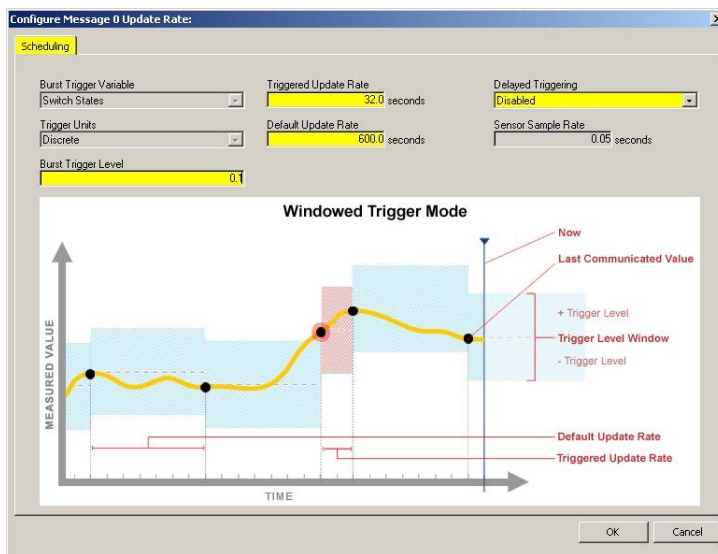 Configure Message 0 Update Rate:
Scheduling
Burst Trigger Variable
Switch States
Triggered Update Rate
32.0 seconds
Delayed Triggering
Disabled
Trigger Units
Discrete
Default Update Rate
600.0 seconds
Sensor Sample Rate
0.05 seconds
Burst Trigger Level
0.1
Windowed Trigger Mode
Now
Last Communicated Value
+ Trigger Level
Trigger Level Window
- Trigger Level
MEASURED VALUE
Default Update Rate
Triggered Update Rate
TIME
OK
Cancel